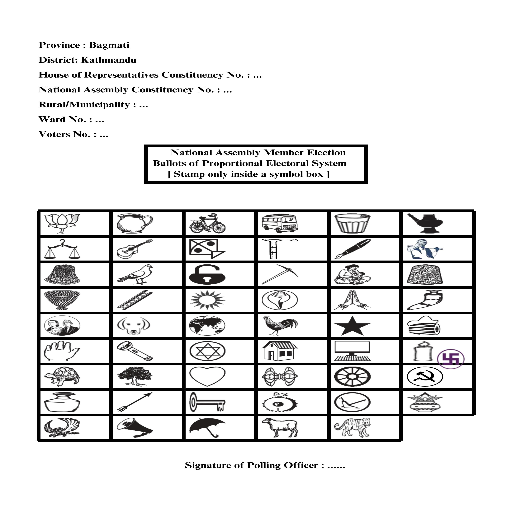 Province : Bagmati
District: Kathmandu
House of Representatives Constituency No. : ...
National Assembly Constituency No. : ...
Rural/Municipality : ...
Ward No. : ...
Voters No. : ...
National Assembly Member Election
Ballots of Proportional Electoral System
[ Stamp only inside a symbol box ]
Signature of Polling Officer : ......